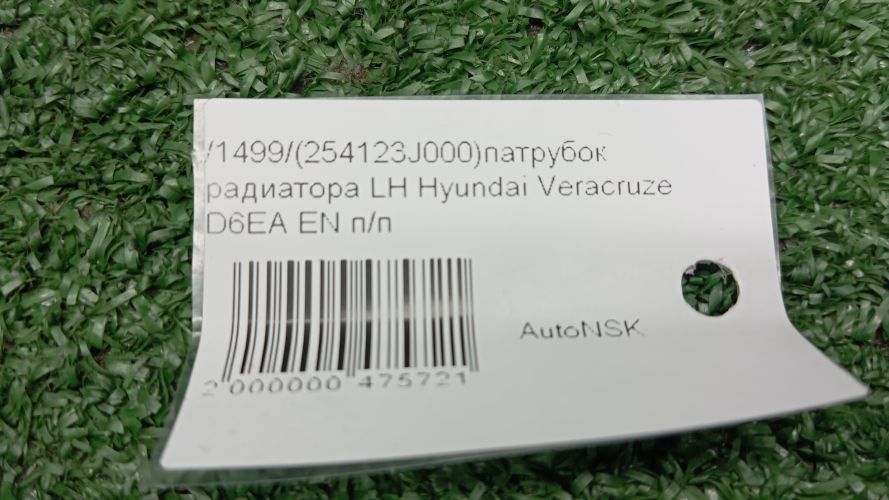 /1499/(254123J000)патрубок
радиатора LH Hyundai Veracruze
D6EA EN п/п
AutoNSK
2 000000 475721